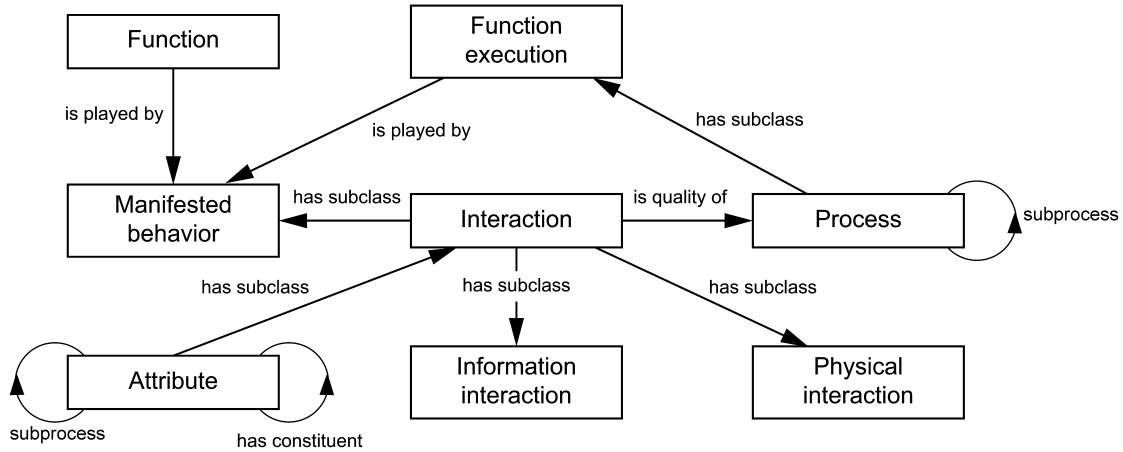 Function
Function
execution
is played by
is played by
has subclass
Manifested
behavior
has subclass
Interaction
is quality of
Process
subprocess
has subclass
has subclass
has subclass
Attribute
Information
interaction
Physical
interaction
subprocess
has constituent